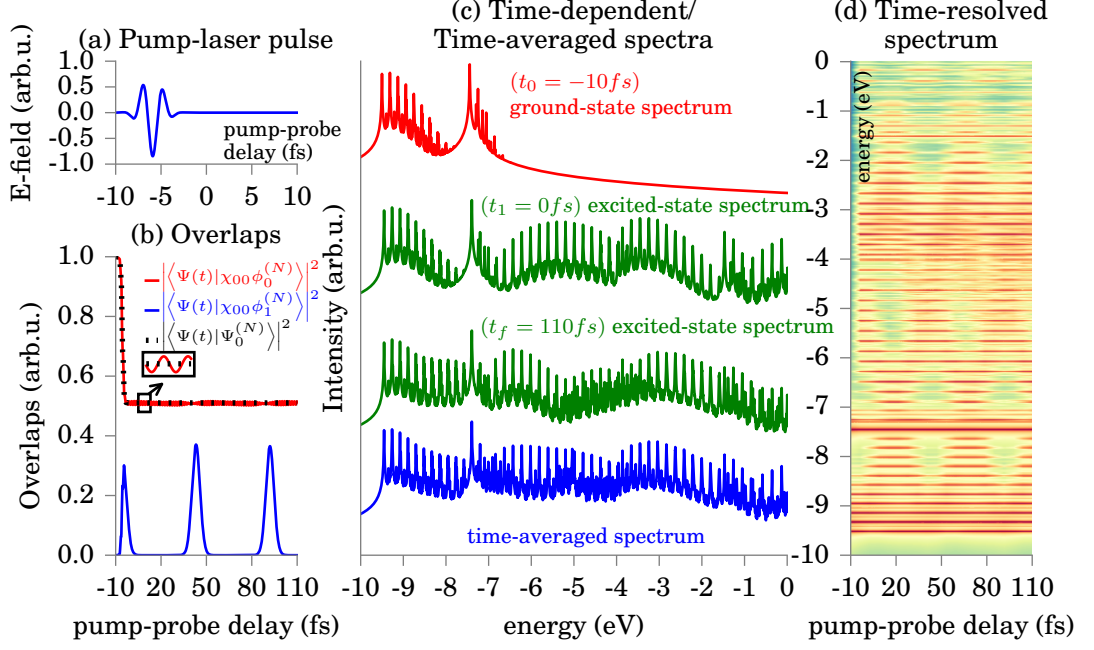 (a) Pump-laser pulse
E-field (arb.u.)
1.0
0.5
0.0
-0.5
-1.0
pump-probe
delay (fs)
-10 -5 0 5 10
(b) Overlaps
Overlaps (arb.u.)
1.0
0.8
0.6
0.4
0.2
0.0
|⟨Ψ(t)|χ₀₀ϕ₀⁽ᴺ⁾⟩|²
|⟨Ψ(t)|χ₀₀ϕ₁⁽ᴺ⁾⟩|²
|⟨Ψ(t)|Ψ₀⁽ᴺ⁾⟩|²
-10 20 50 80 110
pump-probe delay (fs)
(c) Time-dependent/
Time-averaged spectra
Intensity (arb.u.)
(t₀ = −10fs)
ground-state spectrum
(t₁ = 0fs) excited-state spectrum
(t_f = 110fs) excited-state spectrum
time-averaged spectrum
-10 -9 -8 -7 -6 -5 -4 -3 -2 -1 0
energy (eV)
(d) Time-resolved
spectrum
energy (eV)
0
-1
-2
-3
-4
-5
-6
-7
-8
-9
-10
-10 20 50 80 110
pump-probe delay (fs)